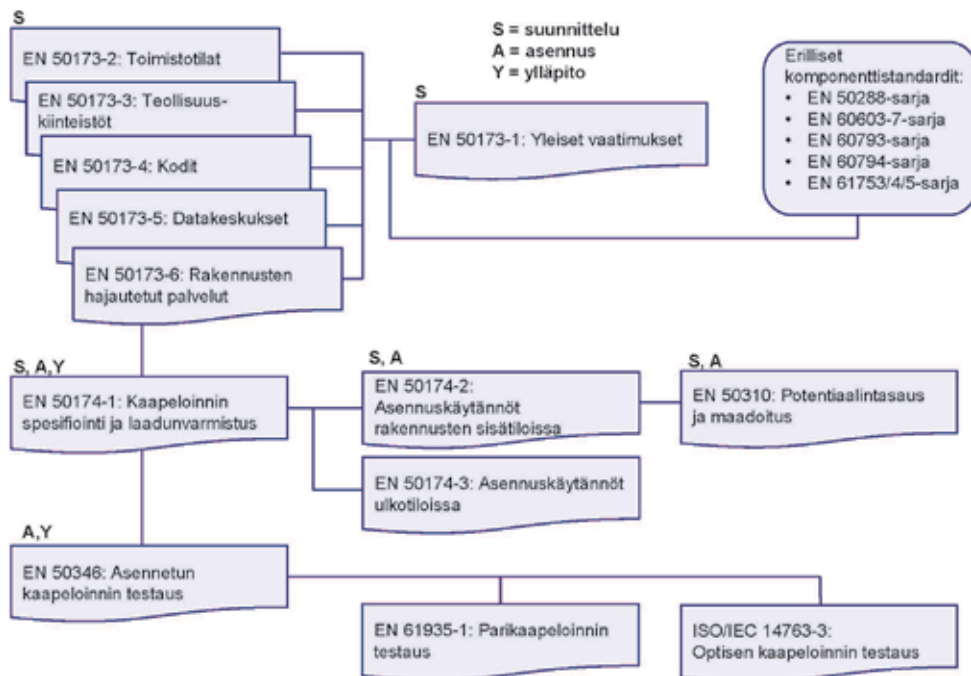 S
EN 50173-2: Toimistotilat
EN 50173-3: Teollisuus-
kiinteistöt
EN 50173-4: Kodit
EN 50173-5: Datakeskukset
EN 50173-6: Rakennusten
hajautetut palvelut
S = suunnittelu
A = asennus
Y = ylläpito
S
EN 50173-1: Yleiset vaatimukset
Erilliset
komponenttistandardit:
• EN 50288-sarja
• EN 60603-7-sarja
• EN 60793-sarja
• EN 60794-sarja
• EN 61753/4/5-sarja
S, A,Y
EN 50174-1: Kaapeloinnin
spesifiointi ja laadunvarmistus
S, A
EN 50174-2:
Asennuskäytännöt
rakennusten sisätiloissa
S, A
EN 50310: Potentiaalintasaus
ja maadoitus
EN 50174-3: Asennuskäytännöt
ulkotiloissa
A,Y
EN 50346: Asennetun
kaapeloinnin testaus
EN 61935-1: Parikaapeloinnin
testaus
ISO/IEC 14763-3:
Optisen kaapeloinnin testaus